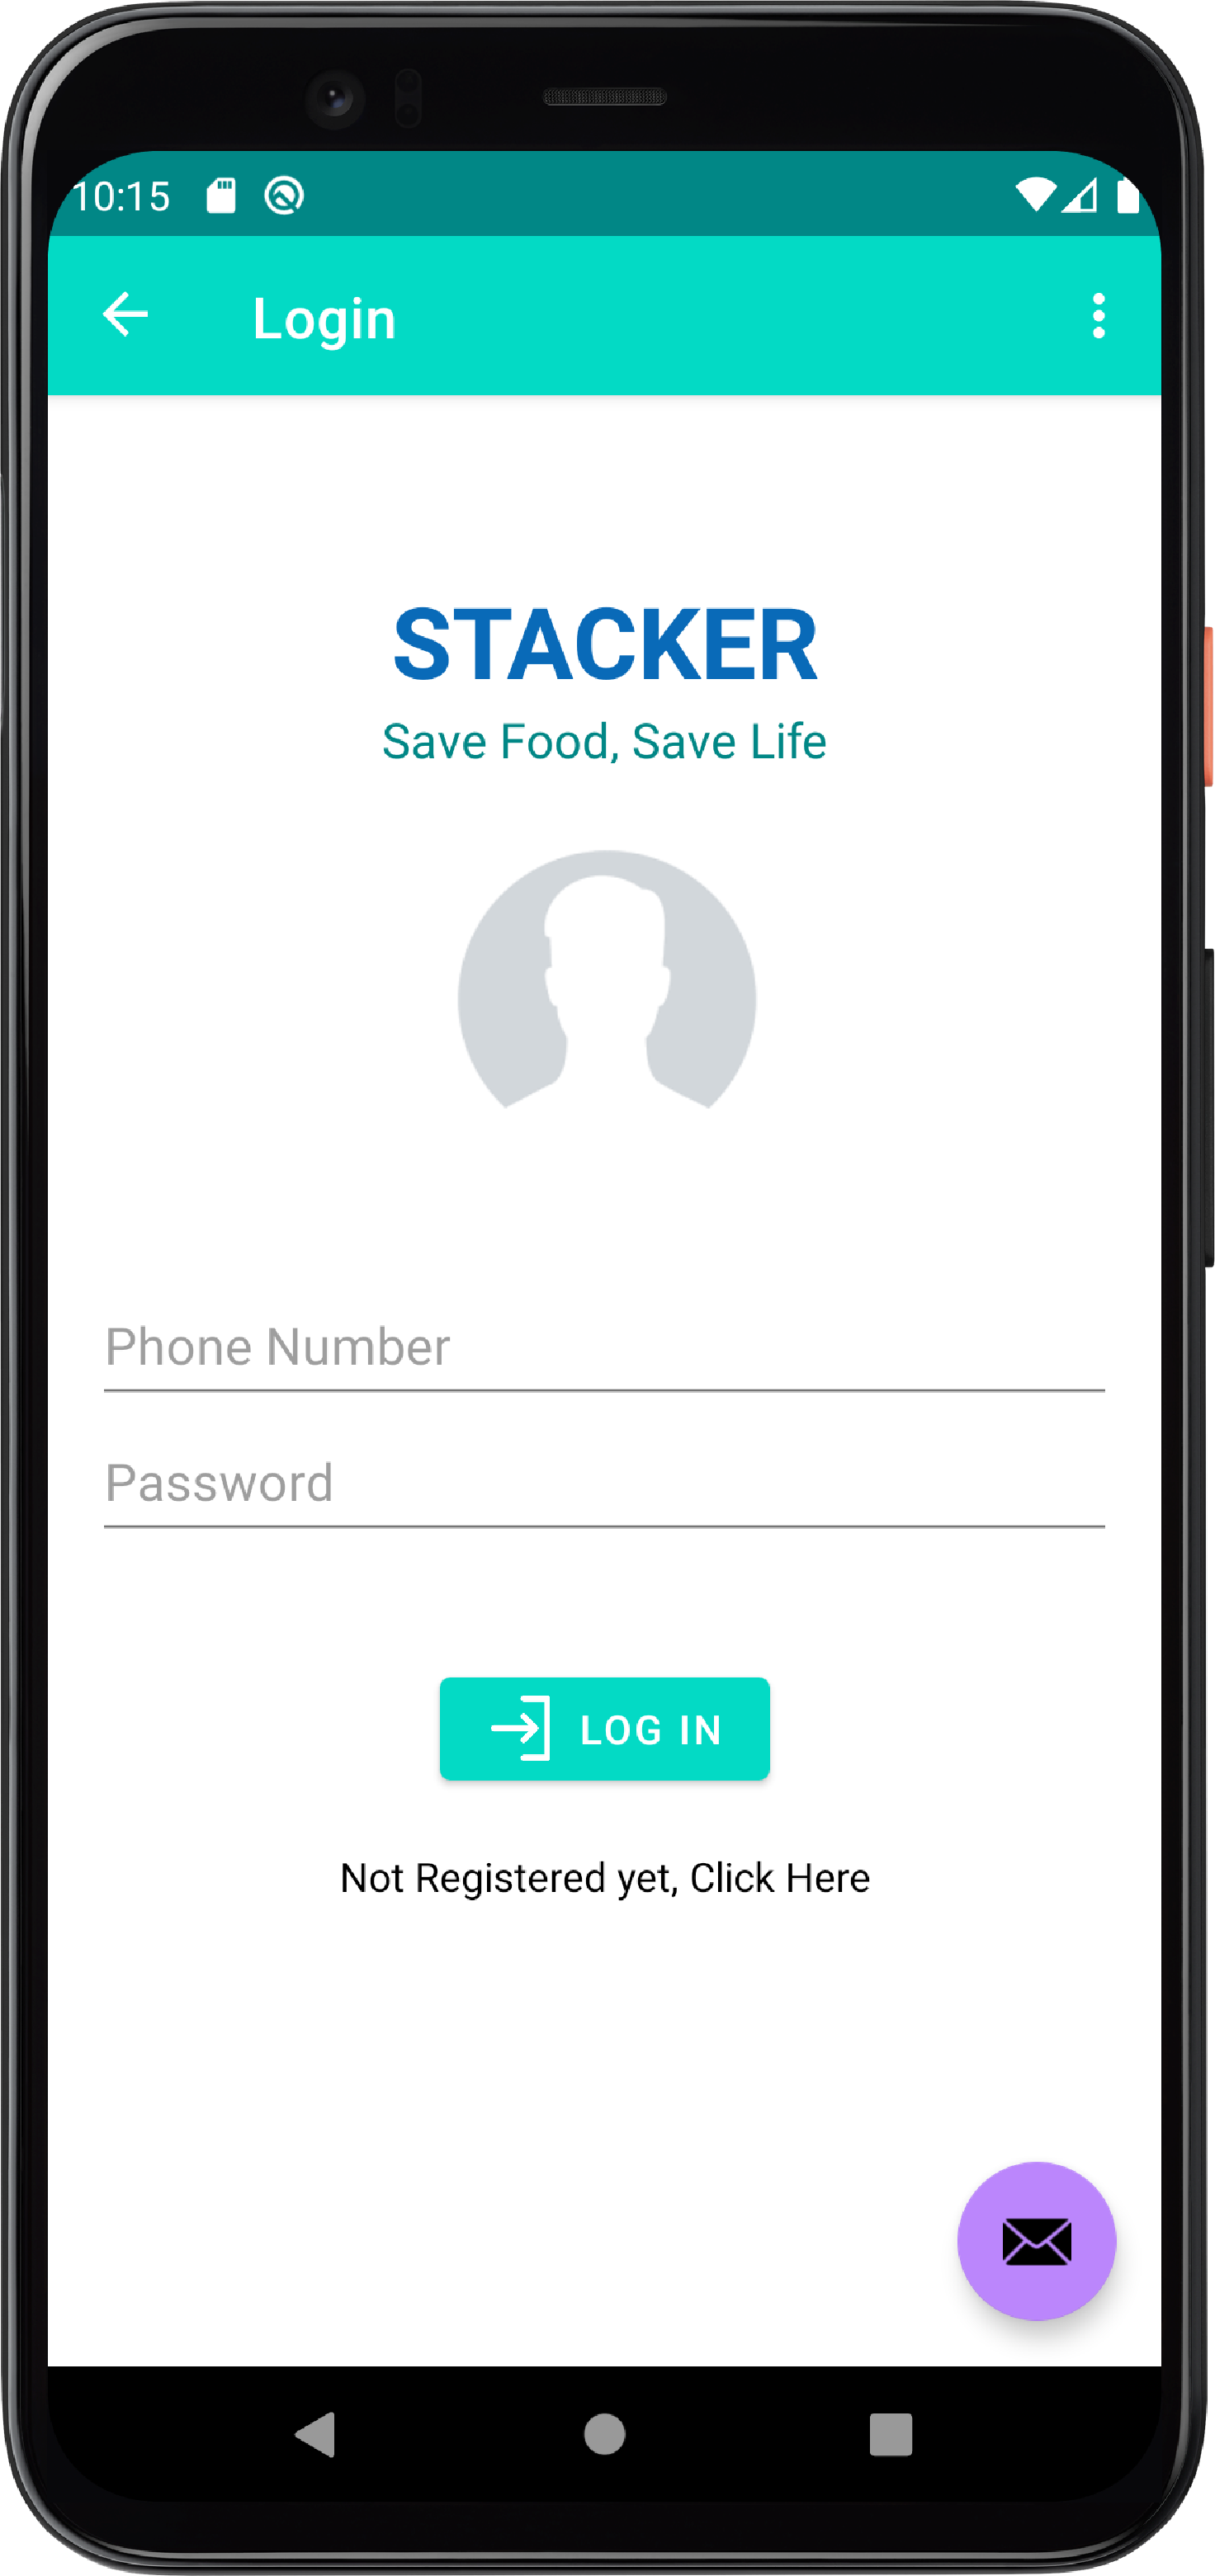 10:15
Login
STACKER
Save Food, Save Life
Phone Number
Password
LOG IN
Not Registered yet, Click Here